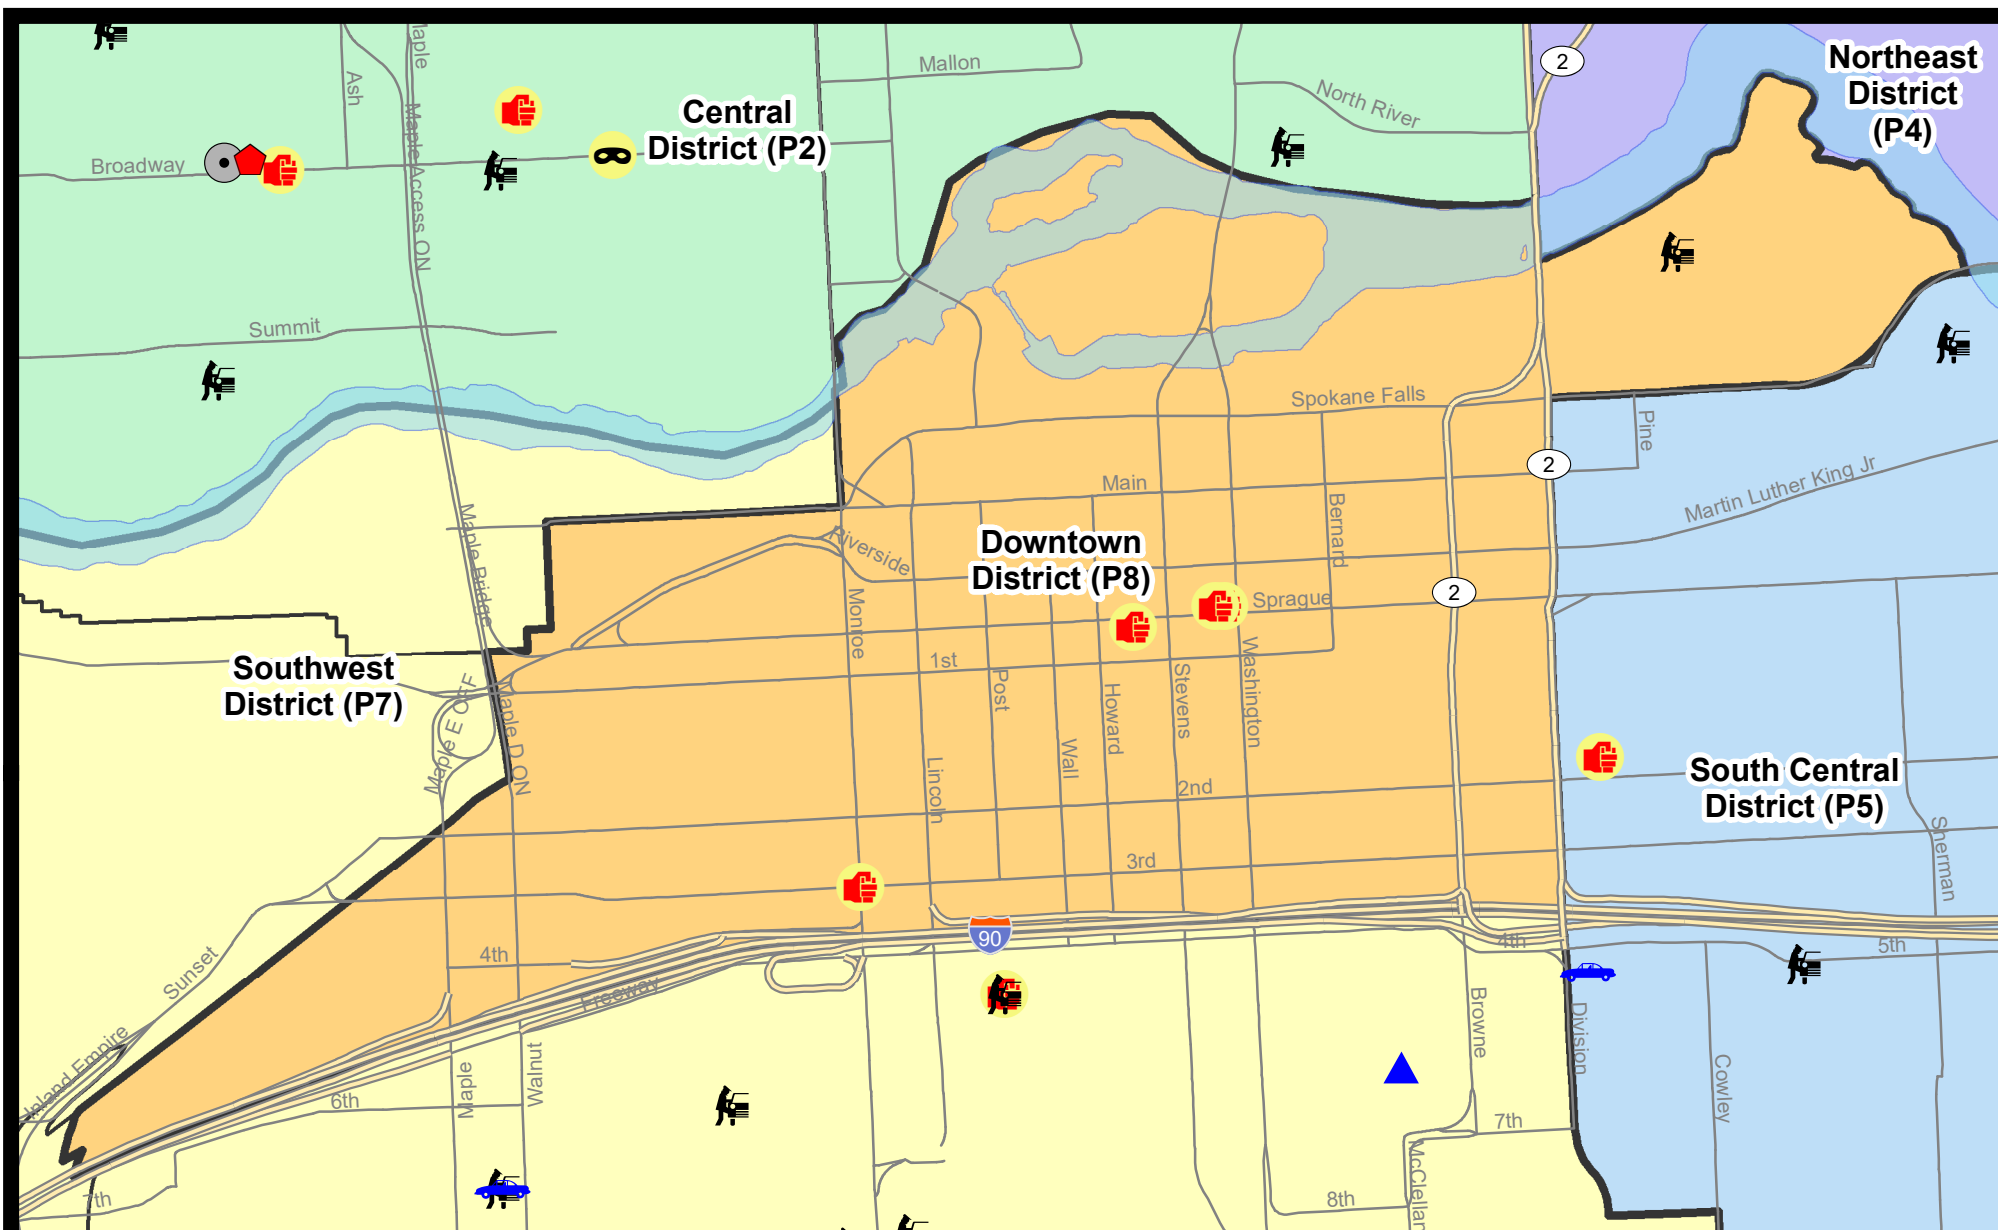 Maple
Mallon
2
Northeast
District
(P4)
Ash
Maple Access ON
North River
Central
District (P2)
Broadway
Summit
Spokane Falls
Pine
2
Main
Martin Luther King Jr
Bernard
Maple Bridge
Riverside
Downtown
District (P8)
2
Sprague
Monroe
1st
Southwest
District (P7)
Washington
Stevens
Post
Howard
Maple E OFF
Maple D ON
Wall
Lincoln
2nd
South Central
District (P5)
Sherman
3rd
90
4th
4th
5th
Sunset
Freeway
Browne
Division
Inland Empire
Walnut
Maple
Cowley
6th
7th
McClellan
7th
8th